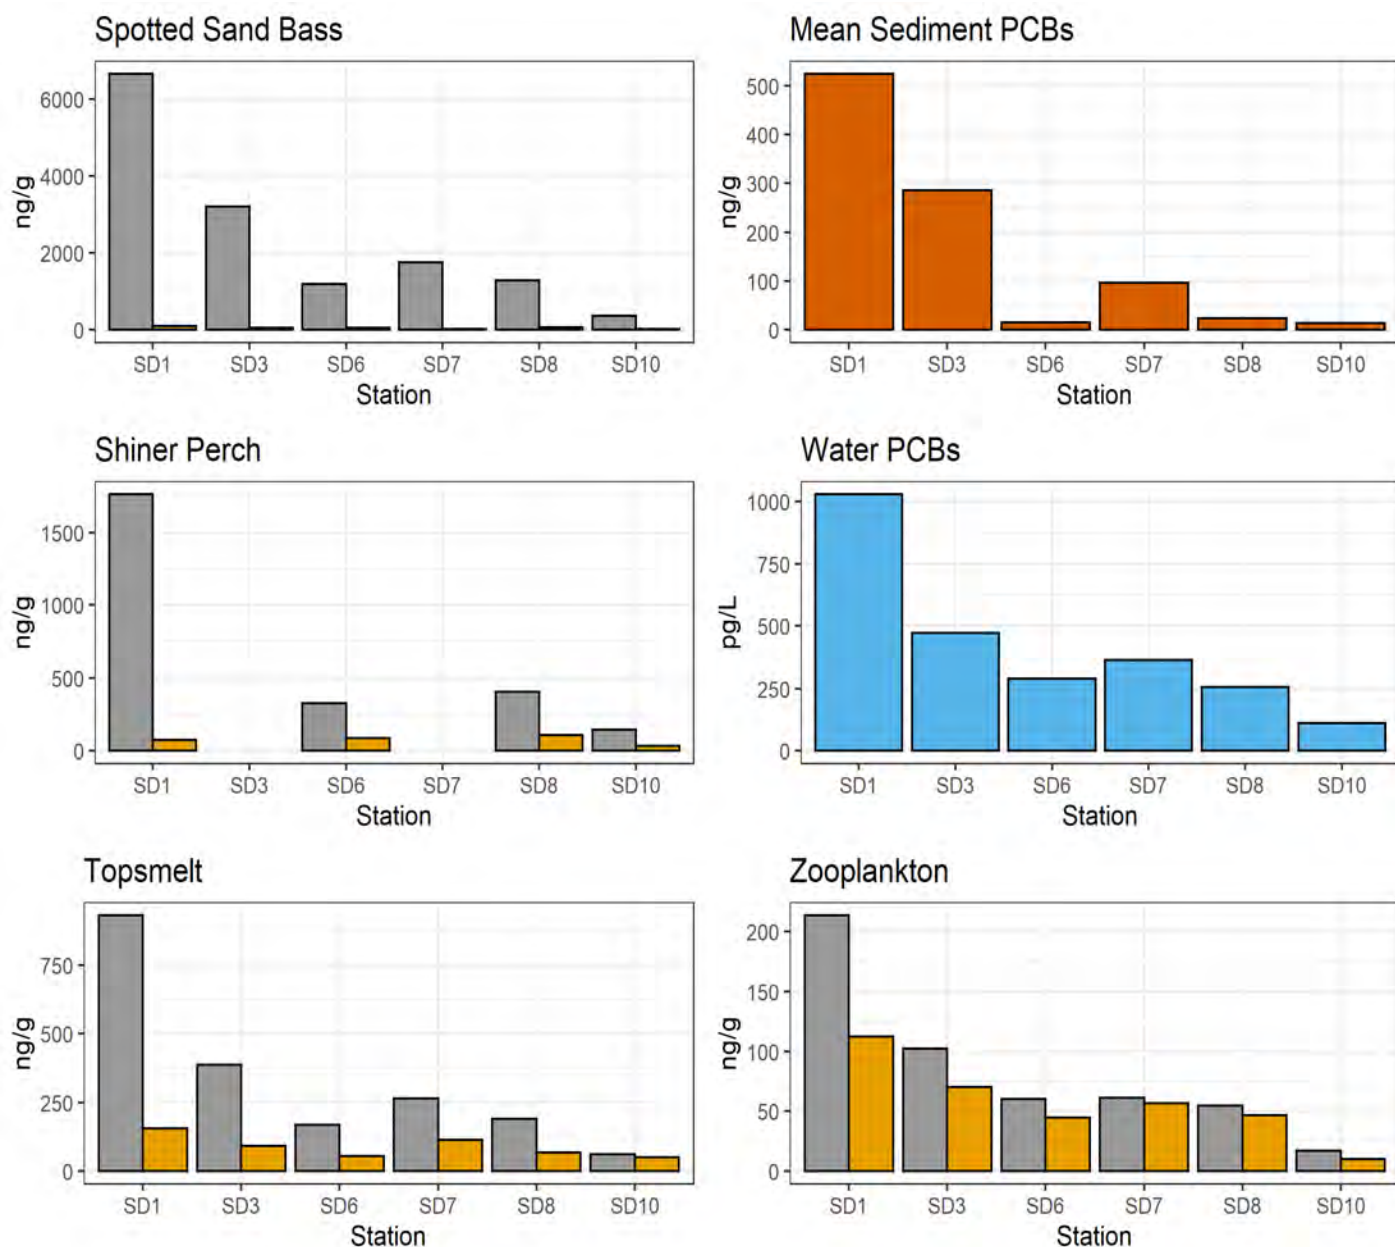 Spotted Sand Bass
6000
4000
2000
0
ng/g
SD1 SD3 SD6 SD7 SD8 SD10
Station
Mean Sediment PCBs
500
400
300
200
100
0
ng/g
SD1 SD3 SD6 SD7 SD8 SD10
Station
Shiner Perch
1500
1000
500
0
ng/g
SD1 SD3 SD6 SD7 SD8 SD10
Station
Water PCBs
1000
750
500
250
0
pg/L
SD1 SD3 SD6 SD7 SD8 SD10
Station
Topsmelt
750
500
250
0
ng/g
SD1 SD3 SD6 SD7 SD8 SD10
Station
Zooplankton
200
150
100
50
0
ng/g
SD1 SD3 SD6 SD7 SD8 SD10
Station